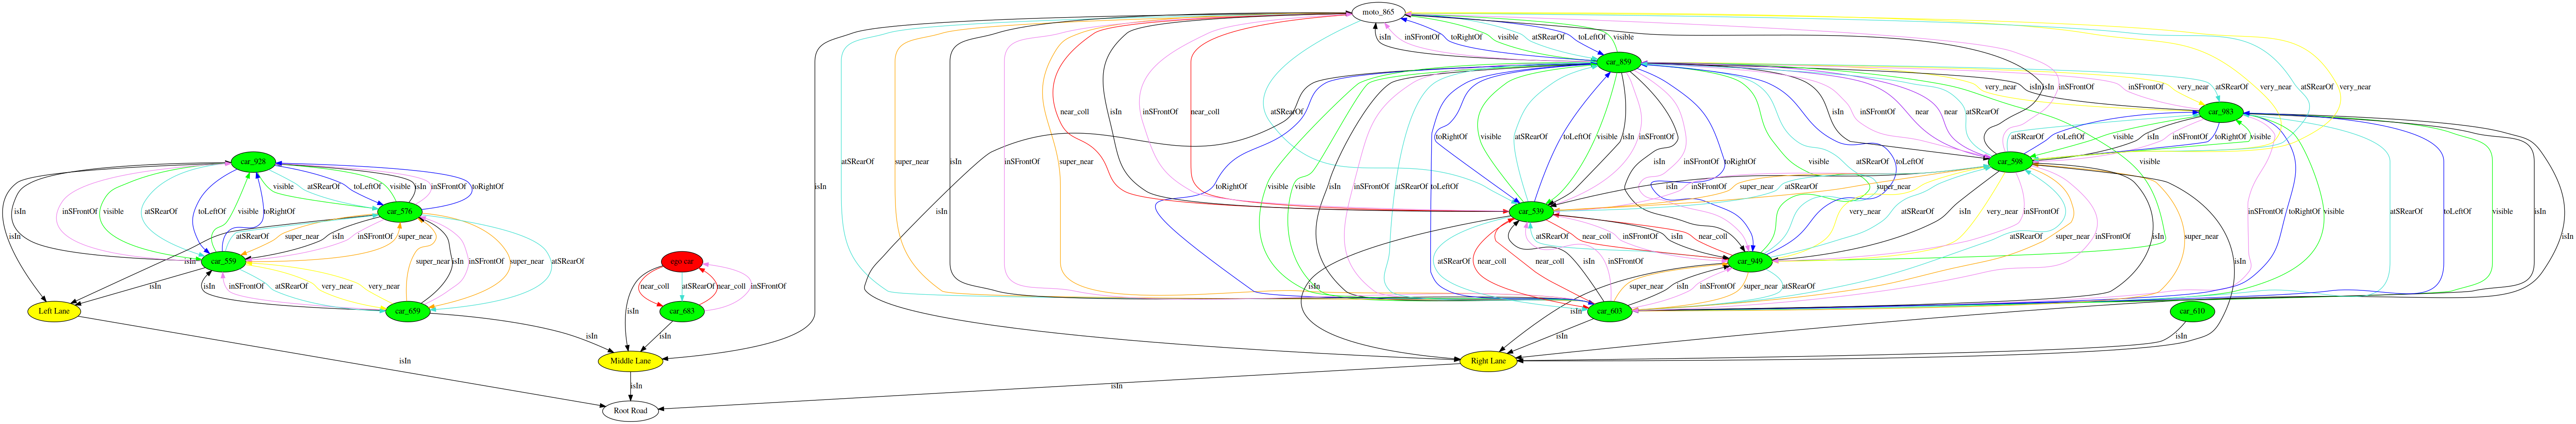 moto_865
isIn inSFrontOf toRightOf visible atSRearOf toLeftOf visible
car_859
atSRearOf
very_near isIn isIn inSFrontOf inSFrontOf very_near atSRearOf very_near
car_983
near_coll isIn inSFrontOf near_coll atSRearOf isIn inSFrontOf near near atSRearOf
toRightOf visible atSRearOf toLeftOf visible isIn inSFrontOf atSRearOf toLeftOf visible inSFrontOf isIn toRightOf visible
car_928
car_598
atSRearOf super_near isIn inSFrontOf super_near isIn inSFrontOf toRightOf visible atSRearOf toLeftOf visible
isIn inSFrontOf visible atSRearOf toLeftOf visible atSRearOf toLeftOf visible isIn inSFrontOf toRightOf isIn toRightOf visible visible isIn inSFrontOf atSRearOf toLeftOf isIn inSFrontOf super_near atSRearOf super_near
car_576
car_539
isIn toLeftOf visible toRightOf isIn very_near atSRearOf isIn very_near inSFrontOf inSFrontOf toRightOf visible atSRearOf toLeftOf visible isIn
isIn atSRearOf super_near isIn inSFrontOf super_near atSRearOf near_coll isIn near_coll atSRearOf super_near inSFrontOf isIn isIn
car_559
super_near isIn inSFrontOf super_near atSRearOf
ego car
near_coll near_coll inSFrontOf inSFrontOf super_near
car_949
isIn isIn inSFrontOf atSRearOf very_near very_near isIn near_coll atSRearOf near_coll inSFrontOf isIn super_near isIn inSFrontOf super_near atSRearOf isIn
Left Lane
car_659
car_683
car_603
car_610
isIn isIn isIn isIn isIn isIn
Middle Lane
Right Lane
isIn isIn isIn
Root Road